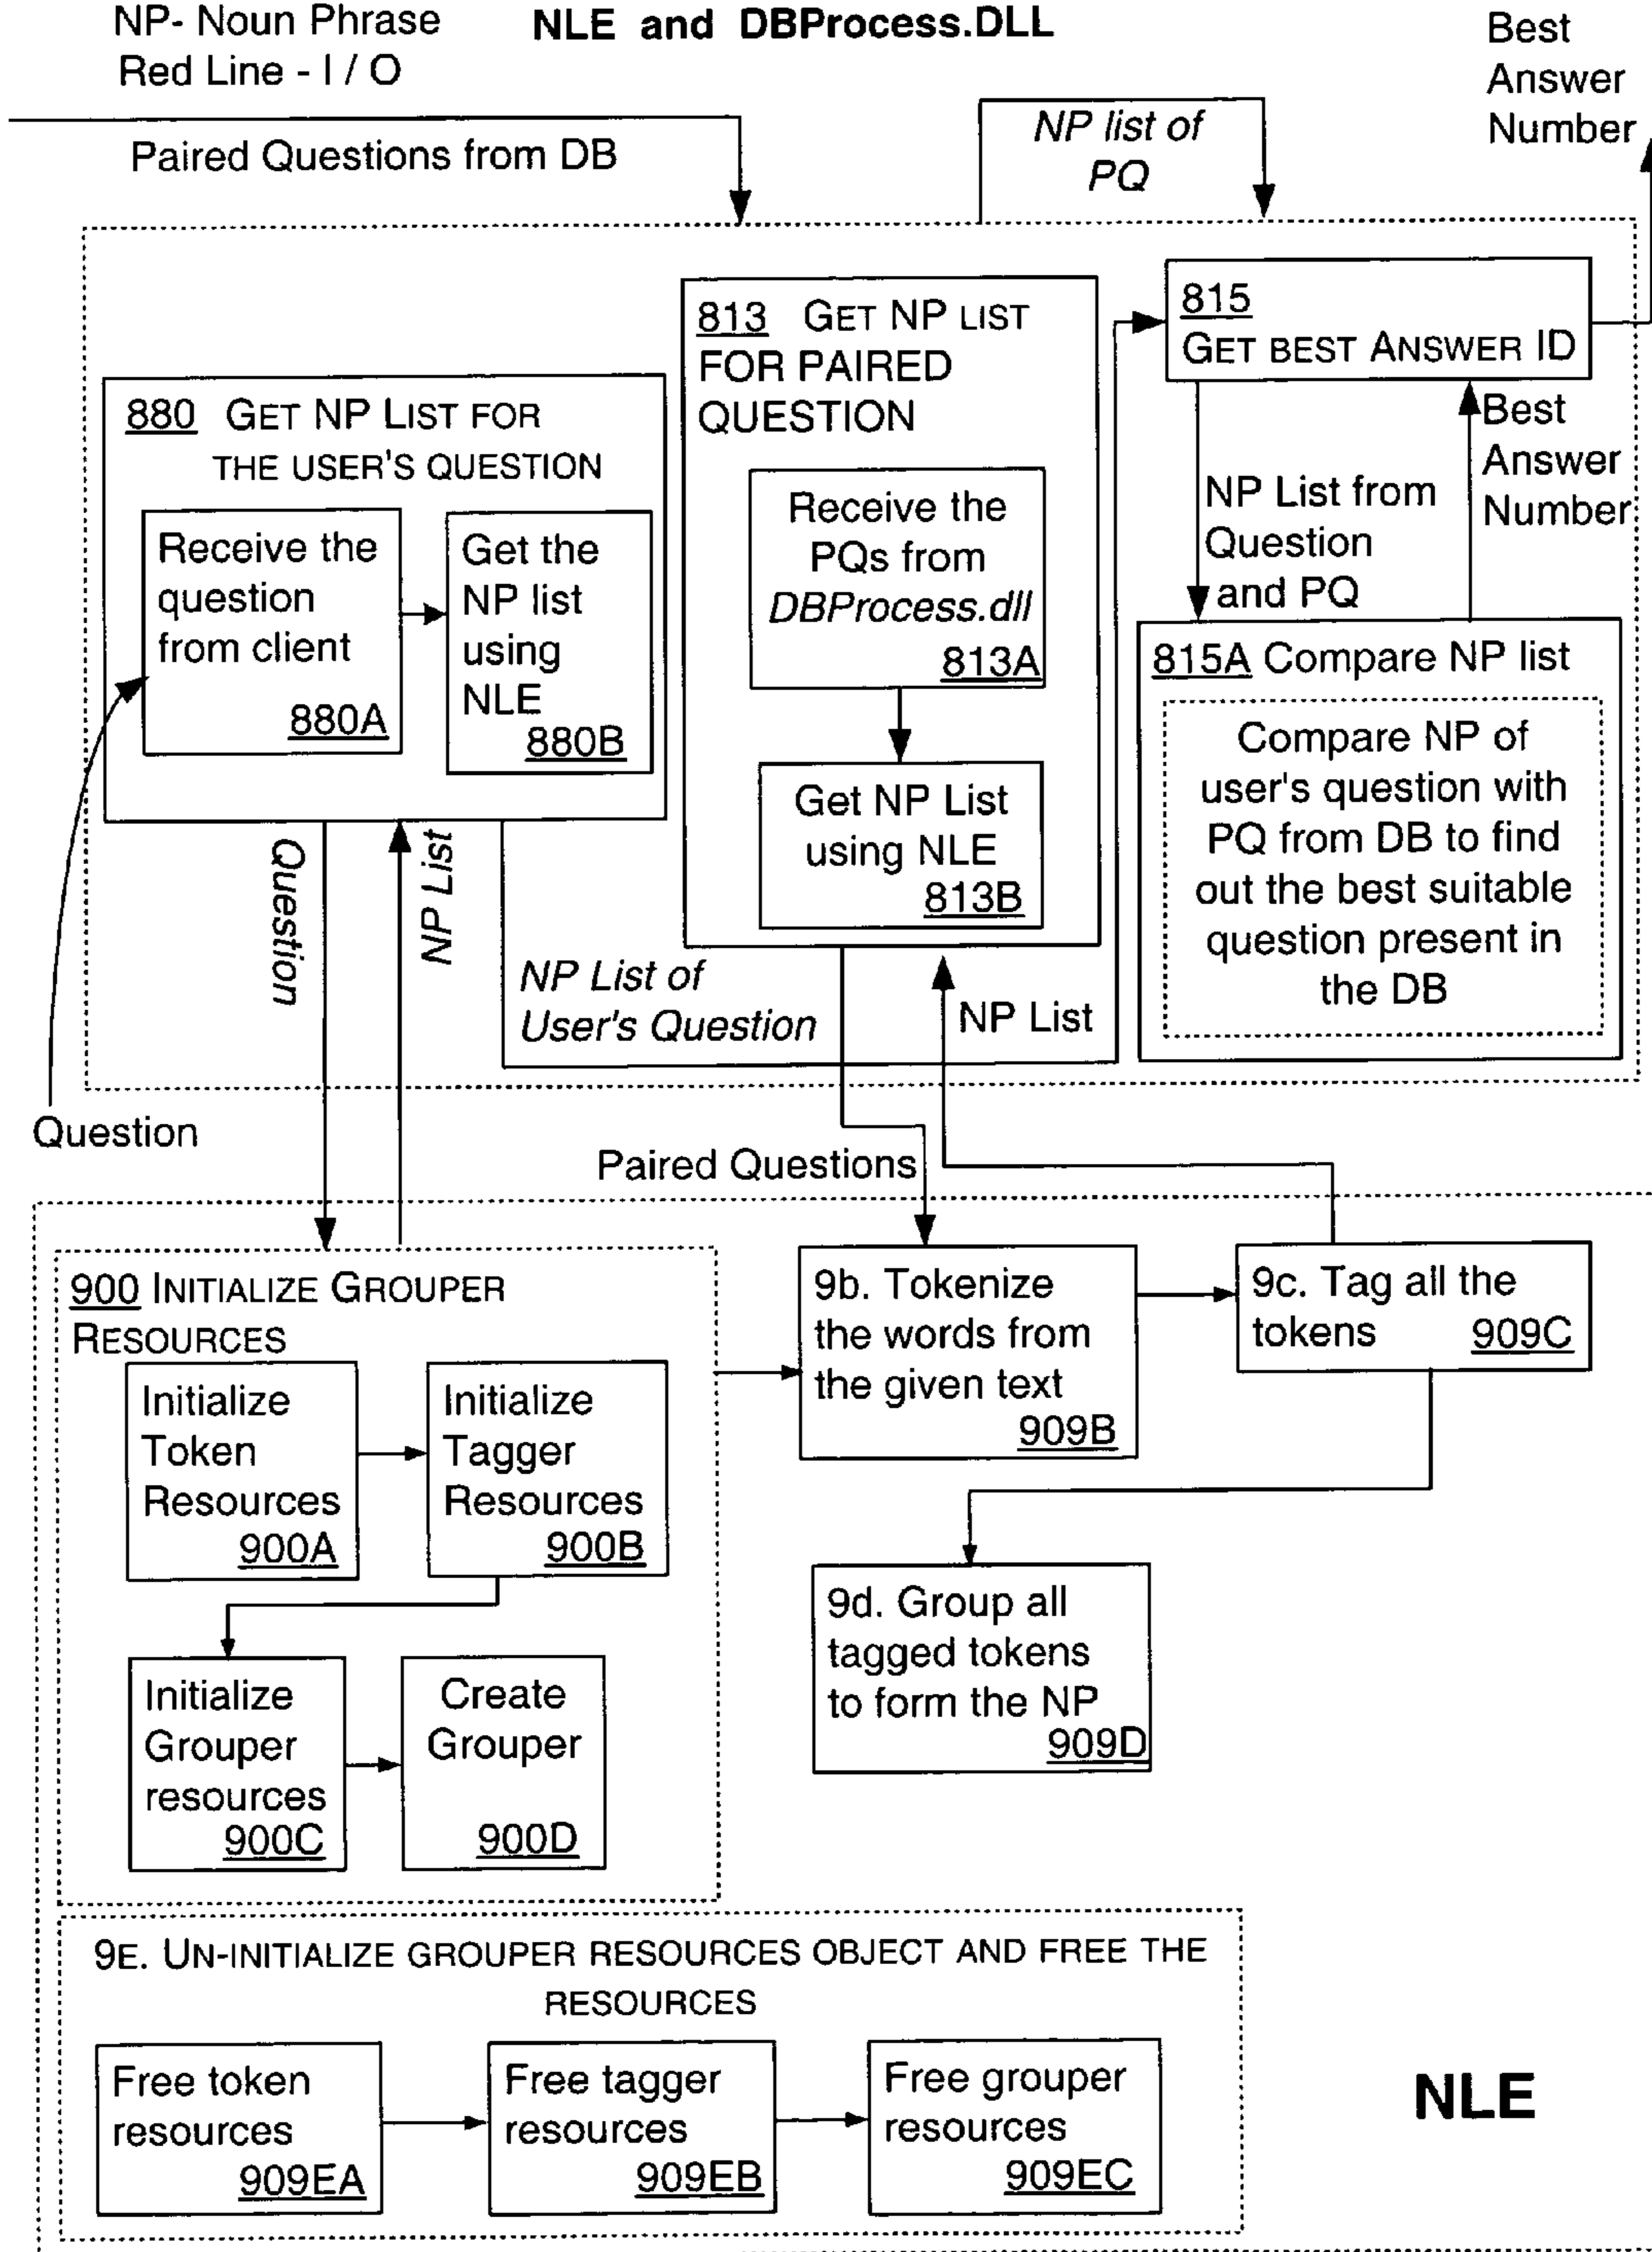 NP- Noun Phrase
Red Line - I / O
NLE and DBProcess.DLL
Best
Answer
Number
Paired Questions from DB
NP list of
PQ
880 GET NP LIST FOR
THE USER'S QUESTION
Receive the
question
from client
880A
Get the
NP list
using
NLE
880B
813 GET NP LIST
FOR PAIRED
QUESTION
Receive the
PQs from
DBProcess.dll
813A
Get NP List
using NLE
813B
815
GET BEST ANSWER ID
NP List from
Question
and PQ
Best
Answer
Number
815A Compare NP list
Compare NP of
user's question with
PQ from DB to find
out the best suitable
question present in
the DB
Question
NP List
NP List of
User's Question
NP List
Question
Paired Questions
900 INITIALIZE GROUPER
RESOURCES
Initialize
Token
Resources
900A
Initialize
Tagger
Resources
900B
Initialize
Grouper
resources
900C
Create
Grouper
900D
9b. Tokenize
the words from
the given text
909B
9c. Tag all the
tokens 909C
9d. Group all
tagged tokens
to form the NP
909D
9E. UN-INITIALIZE GROUPER RESOURCES OBJECT AND FREE THE
RESOURCES
Free token
resources
909EA
Free tagger
resources
909EB
Free grouper
resources
909EC
NLE